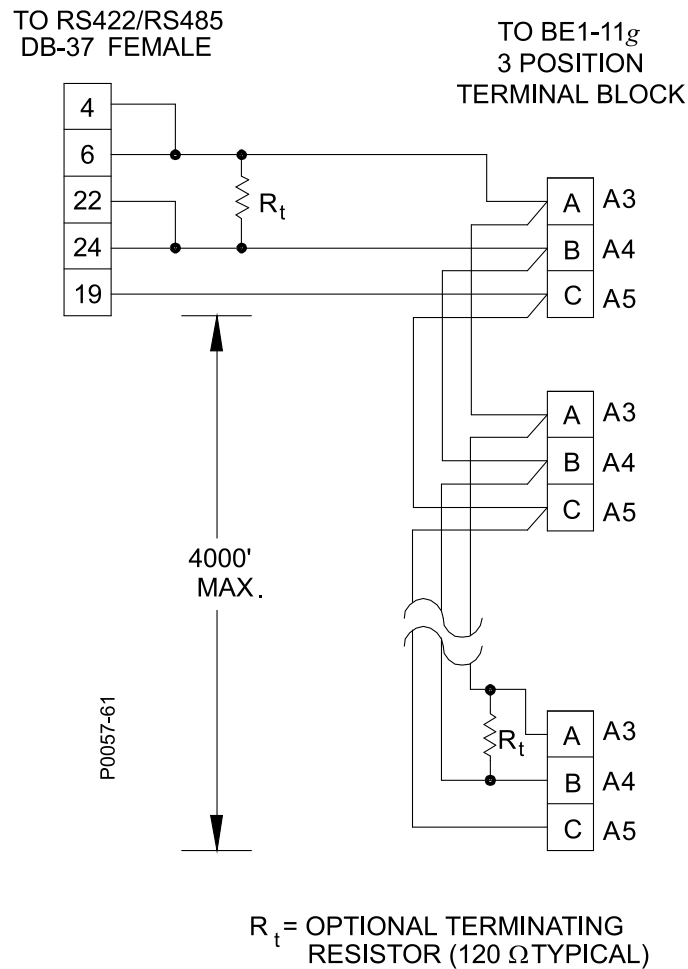 TO RS422/RS485
DB-37 FEMALE
TO BE1-11g
3 POSITION
TERMINAL BLOCK
4
6
22
24
19
Rt
A A3
B A4
C A5
A A3
B A4
C A5
4000'
MAX.
P0057-61
Rt
A A3
B A4
C A5
Rt = OPTIONAL TERMINATING
RESISTOR (120 Ω TYPICAL)